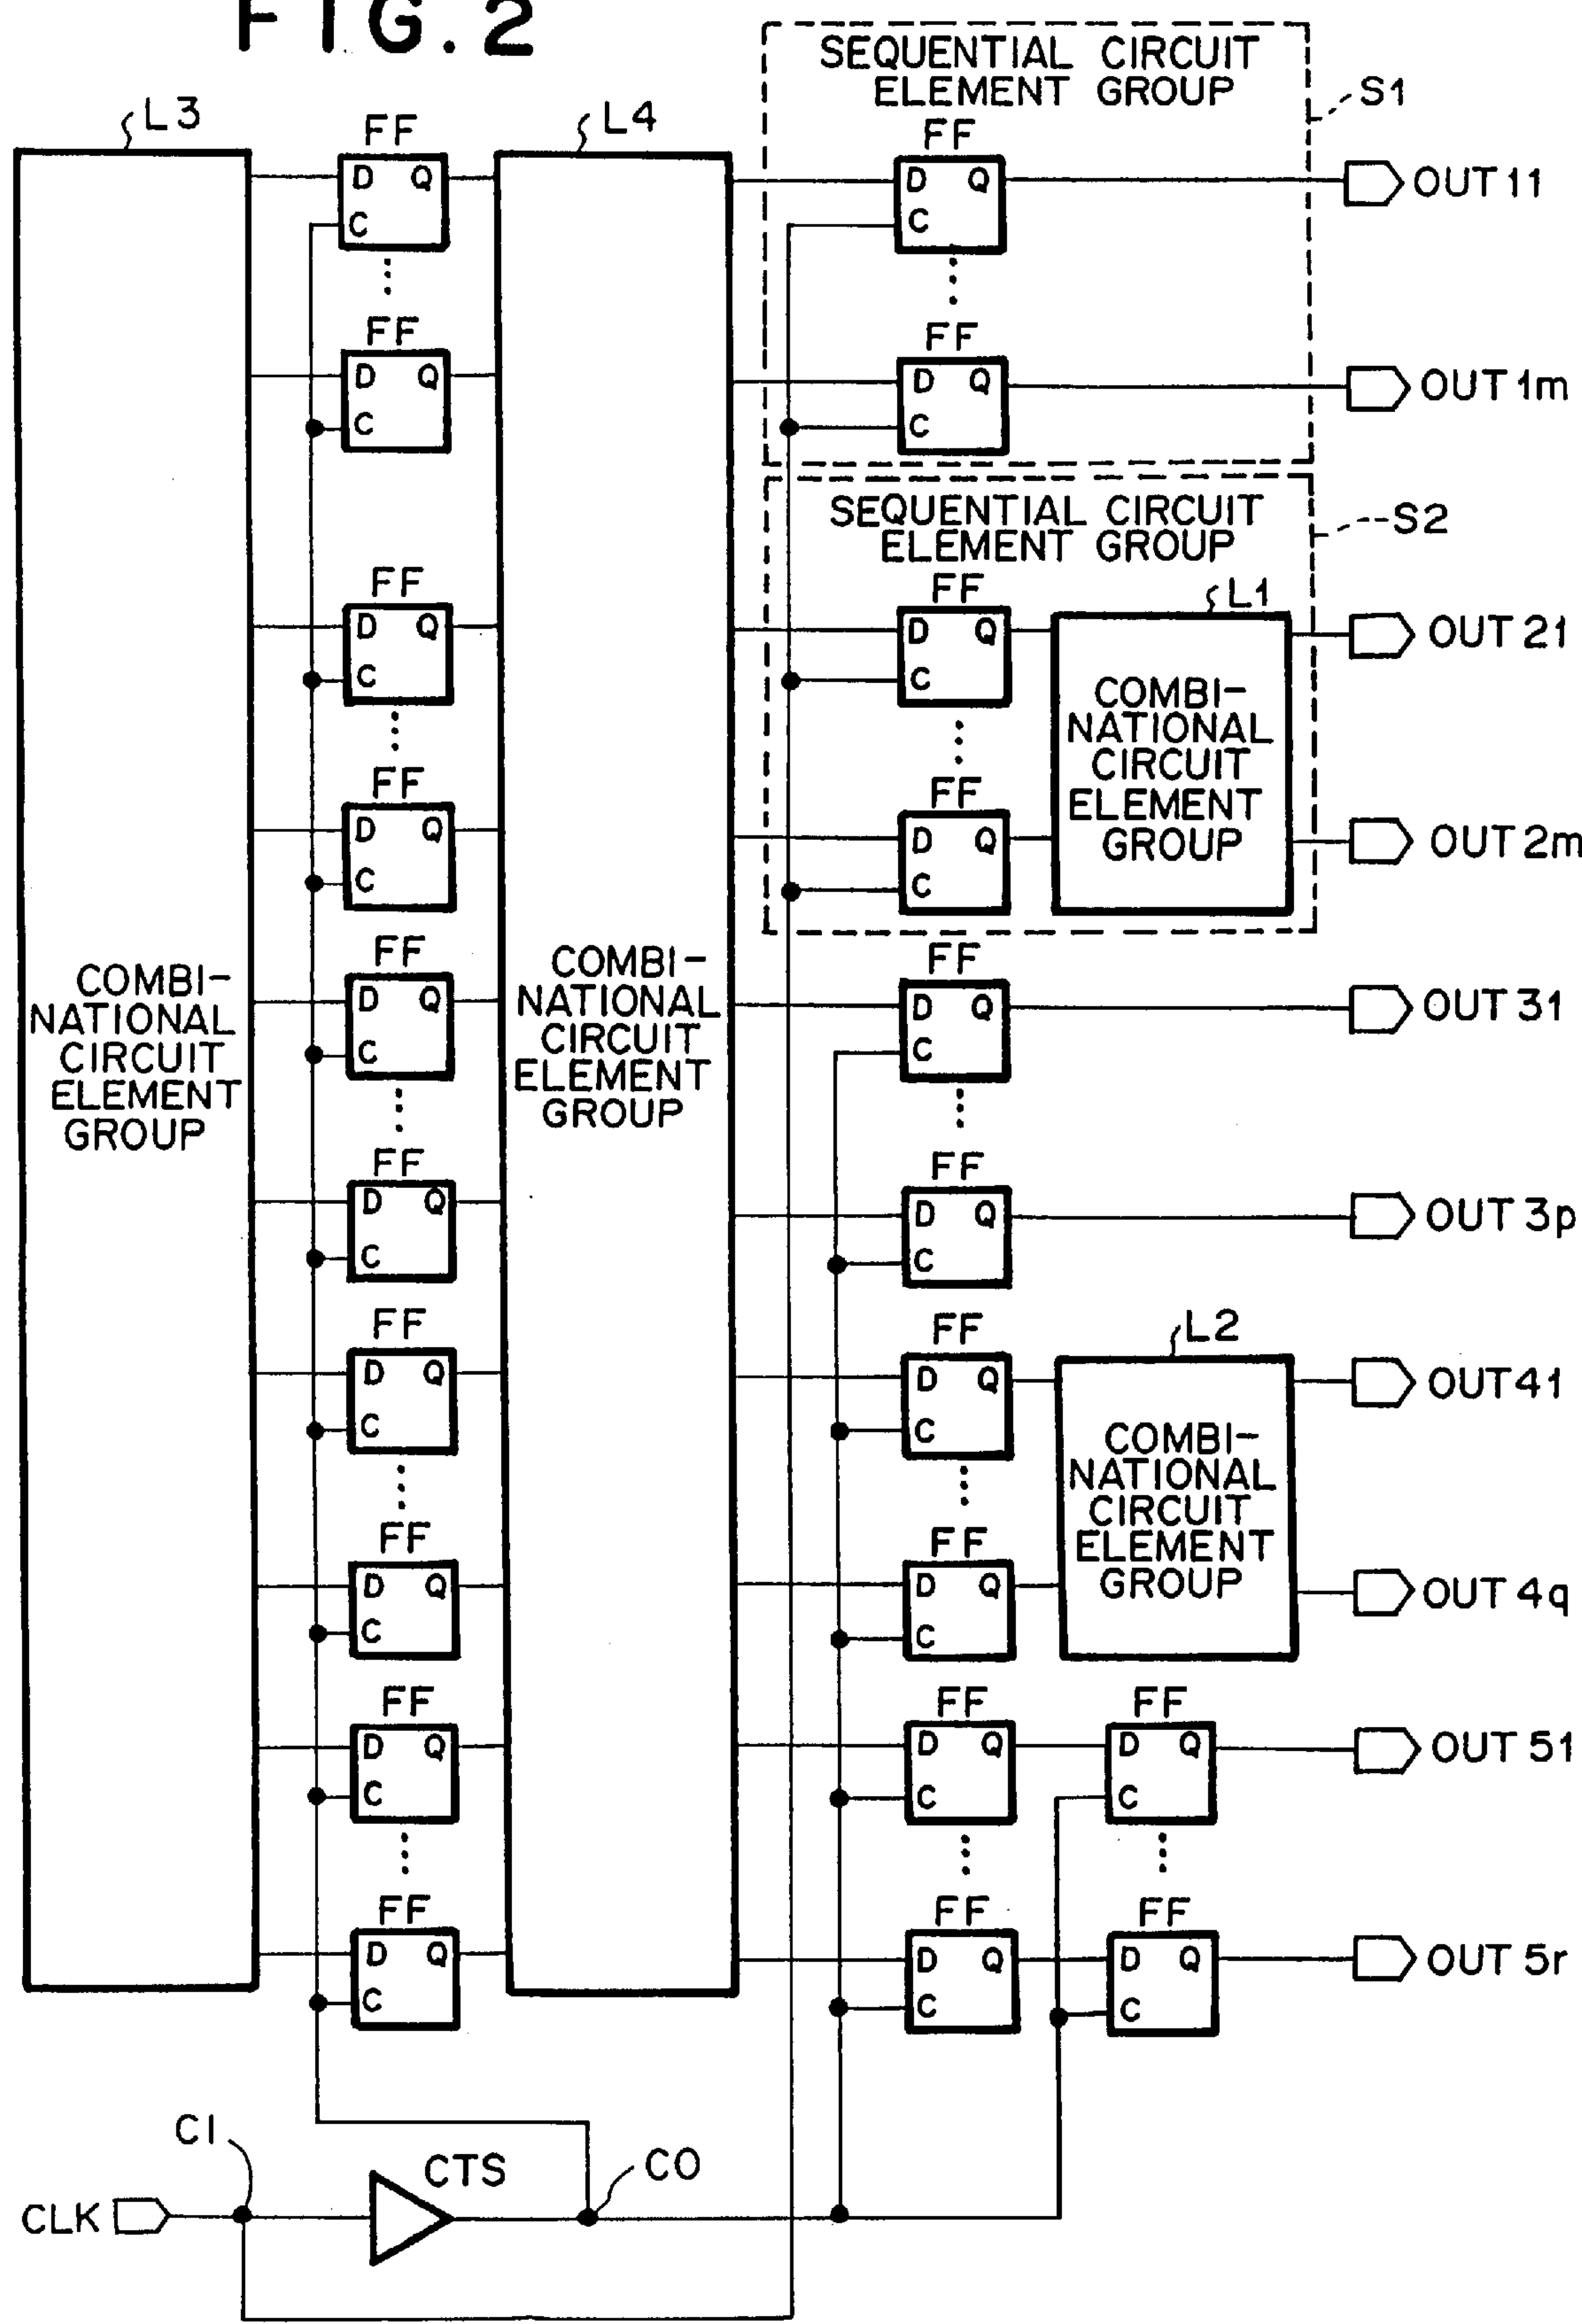 FIG.2
SEQUENTIAL CIRCUIT
ELEMENT GROUP
S1
L3
FF
L4
FF
D Q
C
D Q
C
OUT 11
FF
D Q
C
FF
D Q
C
OUT 1m
SEQUENTIAL CIRCUIT
ELEMENT GROUP
S2
FF
D Q
C
FF
D Q
C
L1
OUT 21
COMBI-
NATIONAL
CIRCUIT
ELEMENT
GROUP
FF
D Q
C
FF
D Q
C
OUT 2m
COMBI-
NATIONAL
CIRCUIT
ELEMENT
GROUP
FF
D Q
C
COMBI-
NATIONAL
CIRCUIT
ELEMENT
GROUP
FF
D Q
C
OUT 31
FF
D Q
C
FF
D Q
C
OUT 3p
FF
D Q
C
FF
D Q
C
L2
OUT41
COMBI-
NATIONAL
CIRCUIT
ELEMENT
GROUP
FF
D Q
C
FF
D Q
C
OUT 4q
FF
D Q
C
FF
D Q
C
FF
D Q
C
OUT 51
FF
D Q
C
FF
D Q
C
FF
D Q
C
OUT 5r
CI
CTS
CO
CLK